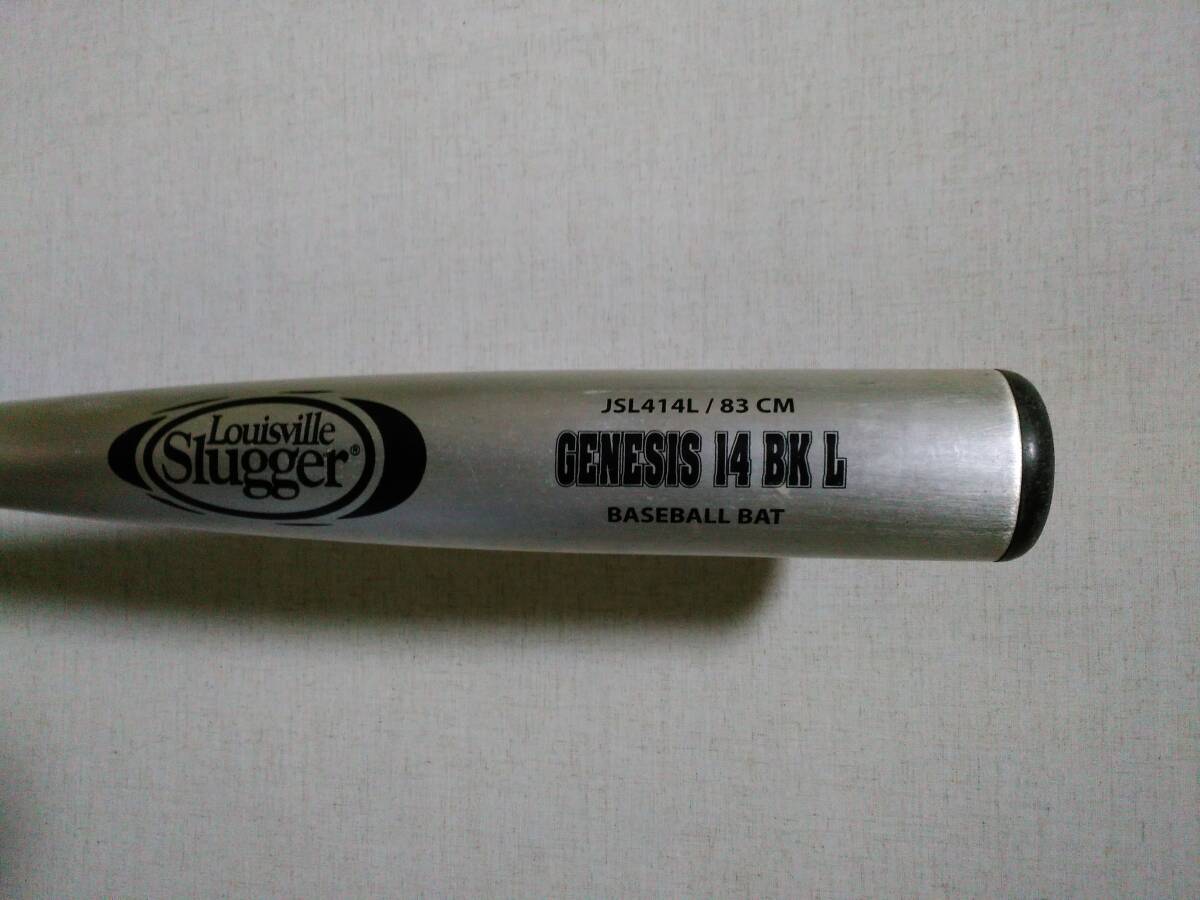 Louisville
Slugger®
JSL414L / 83 CM
GENESIS 14 BK L
BASEBALL BAT